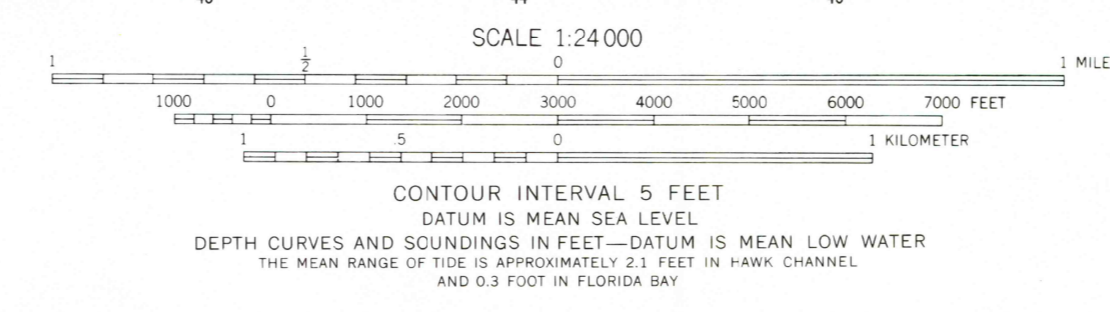 SCALE 1:24 000
1 1/2 0 1 MILE
1000 0 1000 2000 3000 4000 5000 6000 7000 FEET
1 .5 0 1 KILOMETER
CONTOUR INTERVAL 5 FEET
DATUM IS MEAN SEA LEVEL
DEPTH CURVES AND SOUNDINGS IN FEET—DATUM IS MEAN LOW WATER
THE MEAN RANGE OF TIDE IS APPROXIMATELY 2.1 FEET IN HAWK CHANNEL
AND 0.3 FOOT IN FLORIDA BAY